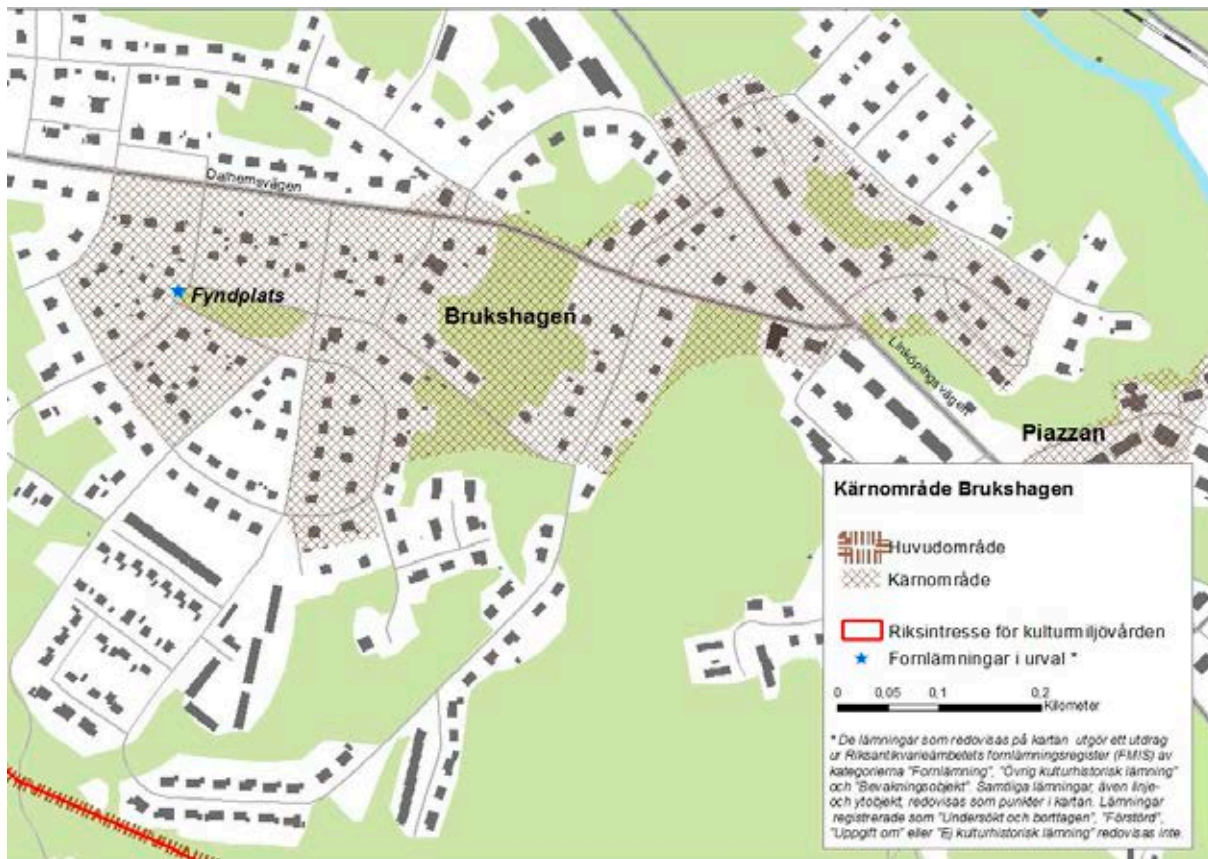 Dalhemsvägen
Fyndplats
Brukshagen
Linköpingsvägen
Piazzan
Kärnområde Brukshagen
Huvudområde
Kärnområde
Riksintresse för kulturmiljövården
Fornlämningar i urval *
0 0,05 0,1 0,2
Kilometer
* De lämningar som redovisas på kartan utgör ett utdrag
ur Riksantikvarieämbetets fornlämningsregister (FMIS) av
kategorierna "Fornlämning", "Övrig kulturhistorisk lämning"
och "Bevakningsobjekt". Samtliga lämningar, även linje-
och ytobjekt, redovisas som punkter i kartan. Lämningar
registrerade som "Undersökt och borttagen", "Förstörd",
"Uppgift om" eller "Ej kulturhistorisk lämning" redovisas inte.